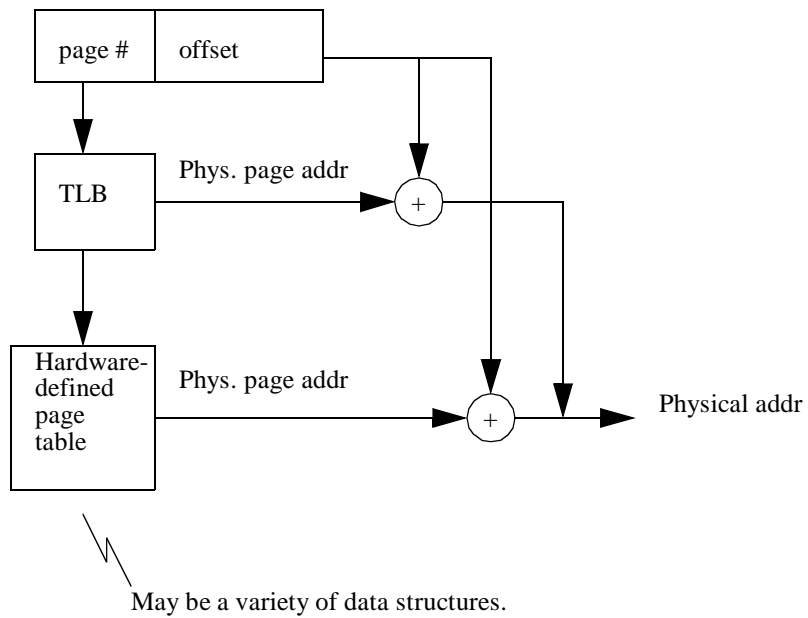 page # offset
Phys. page addr
TLB
+
Hardware-
defined
page
table
Phys. page addr
+
Physical addr
May be a variety of data structures.